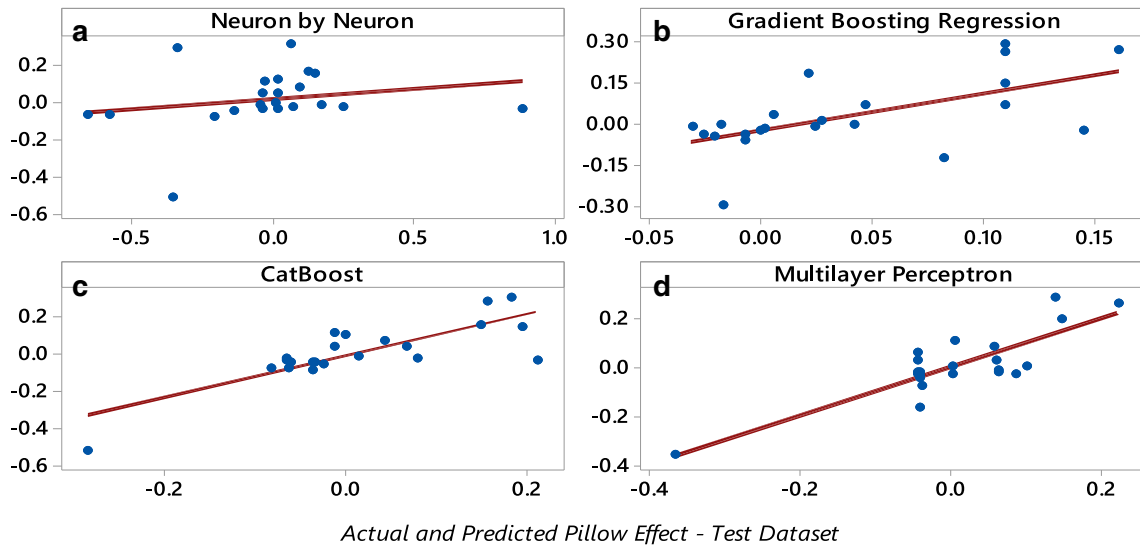 a Neuron by Neuron
0.2
0.0
-0.2
-0.4
-0.6
-0.5 0.0 0.5 1.0
b Gradient Boosting Regression
0.30
0.15
0.00
-0.15
-0.30
-0.05 0.00 0.05 0.10 0.15
c CatBoost
0.2
0.0
-0.2
-0.4
-0.6
-0.2 0.0 0.2
d Multilayer Perceptron
0.2
0.0
-0.2
-0.4
-0.4 -0.2 0.0 0.2
Actual and Predicted Pillow Effect - Test Dataset